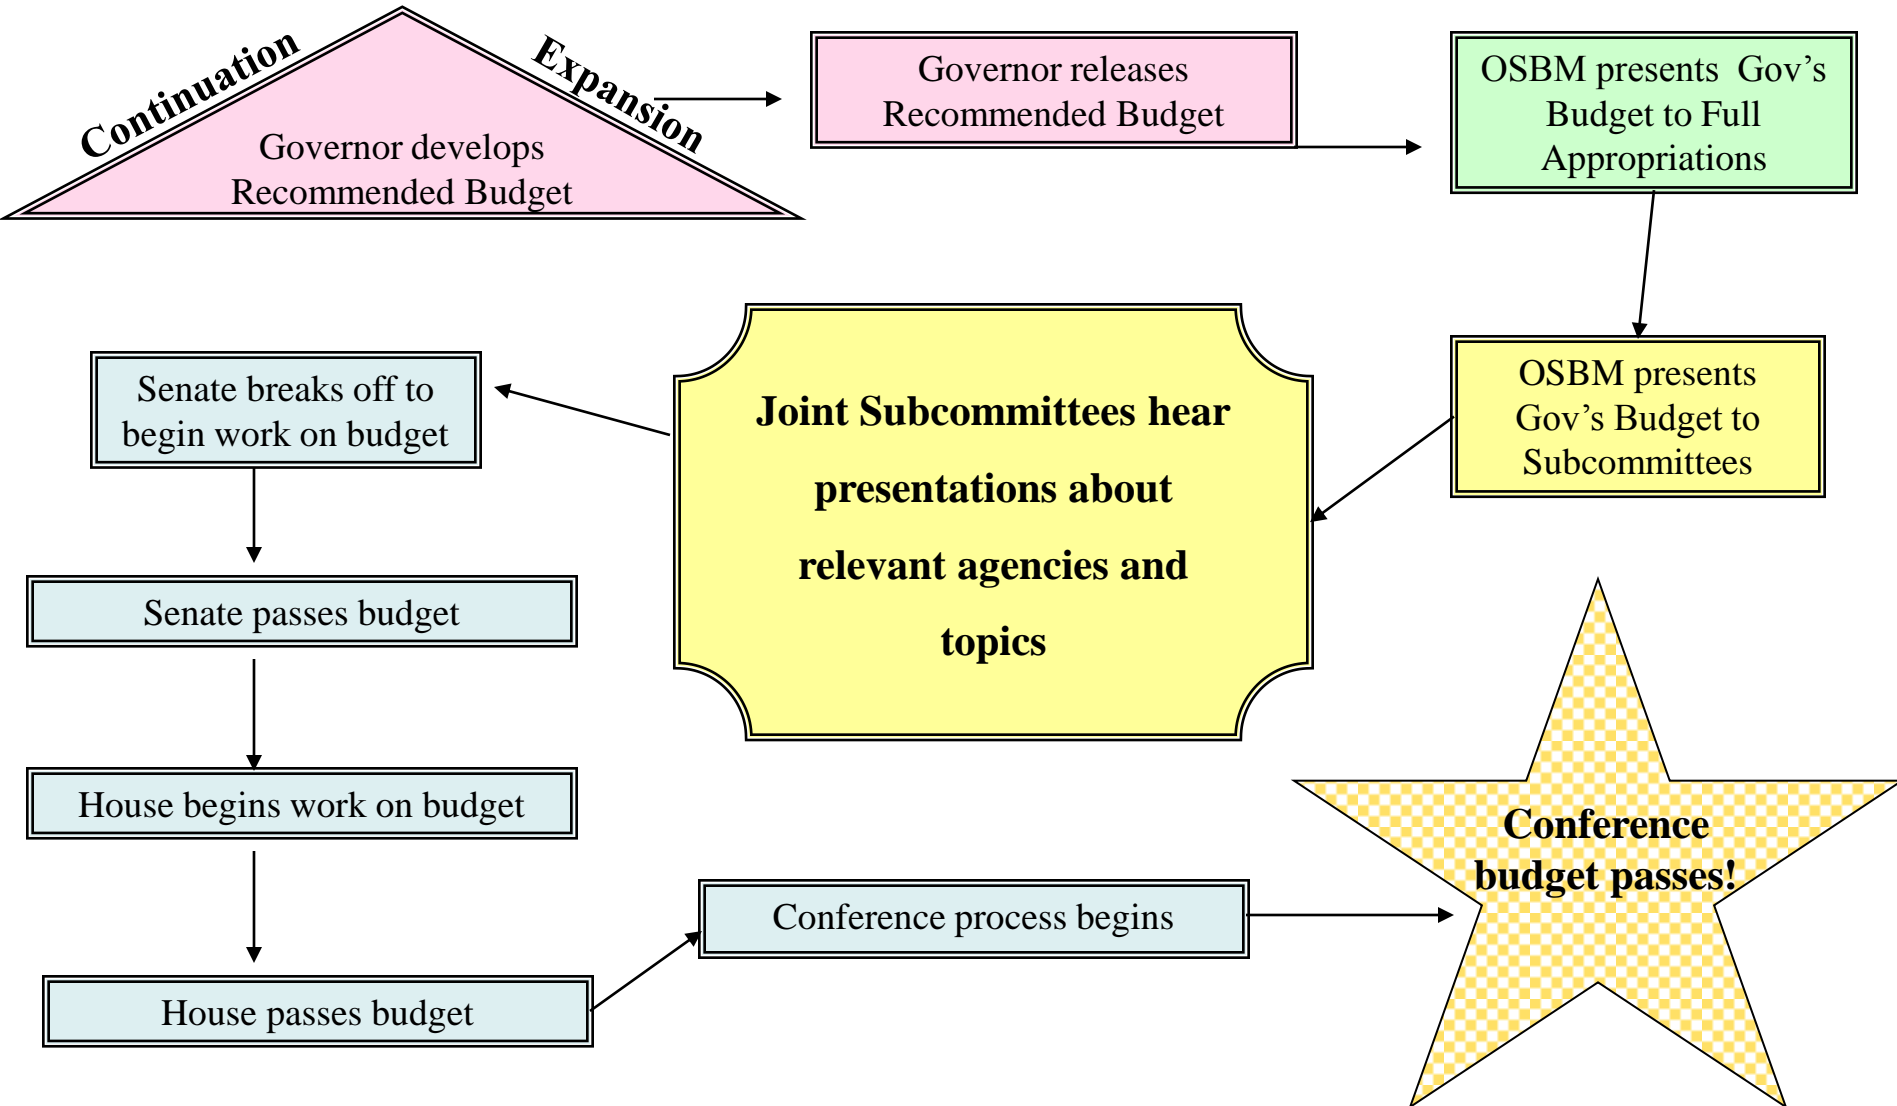 Continuation
Expansion
Governor develops
Recommended Budget
Governor releases
Recommended Budget
OSBM presents  Gov’s
Budget to Full
Appropriations
OSBM presents
Gov’s Budget to
Subcommittees
Joint Subcommittees hear
presentations about
relevant agencies and
topics
Senate breaks off to
begin work on budget
Senate passes budget
House begins work on budget
House passes budget
Conference process begins
Conference
budget passes!